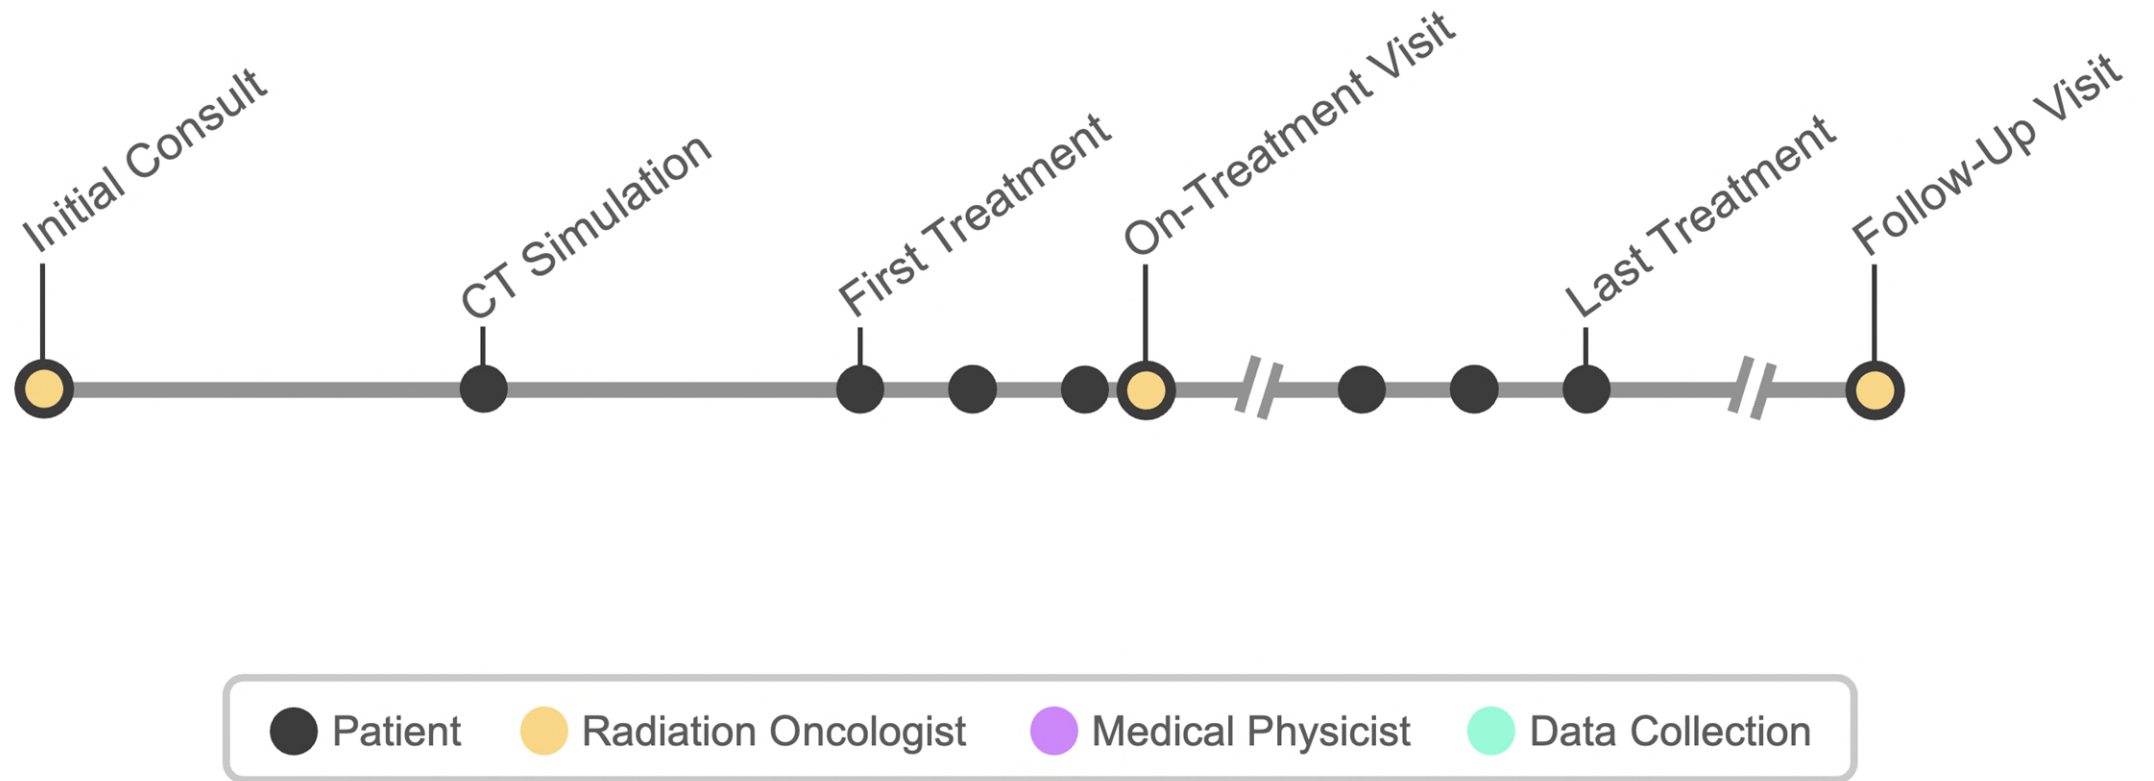 Initial Consult
CT Simulation
First Treatment
On-Treatment Visit
Last Treatment
Follow-Up Visit
Patient
Radiation Oncologist
Medical Physicist
Data Collection